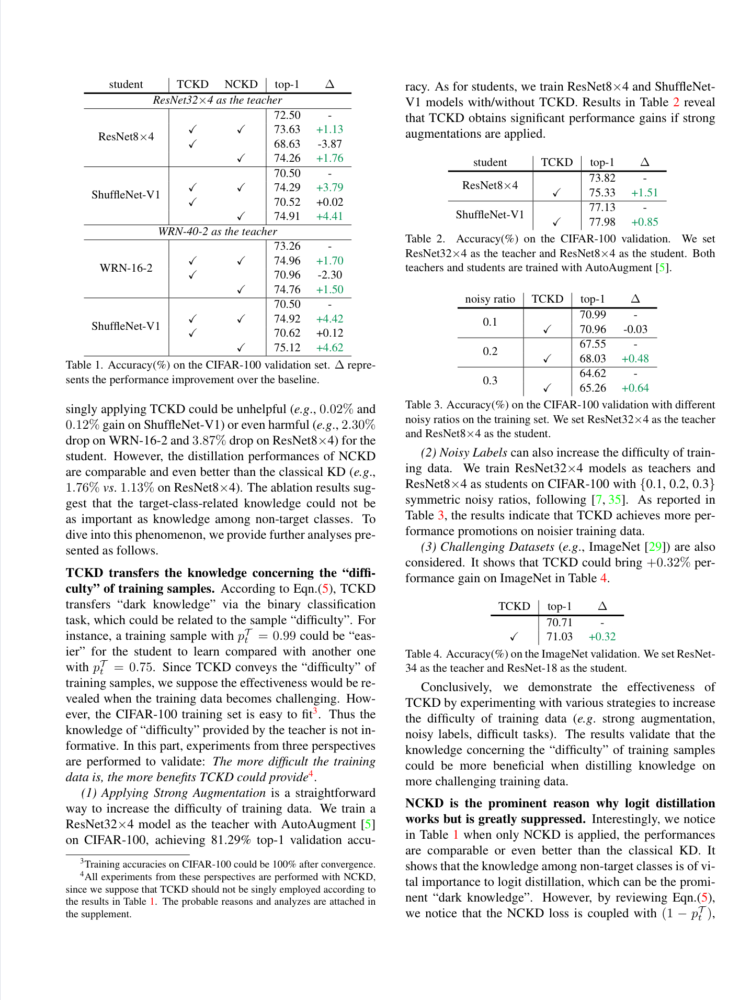 student TCKD NCKD top-1 Δ
ResNet32×4 as the teacher
72.50 -
✓ ✓ 73.63 +1.13
ResNet8×4
✓ 68.63 -3.87
✓ 74.26 +1.76
70.50 -
✓ ✓ 74.29 +3.79
ShuffleNet-V1
✓ 70.52 +0.02
✓ 74.91 +4.41
WRN-40-2 as the teacher
73.26 -
✓ ✓ 74.96 +1.70
WRN-16-2
✓ 70.96 -2.30
✓ 74.76 +1.50
70.50 -
✓ ✓ 74.92 +4.42
ShuffleNet-V1
✓ 70.62 +0.12
✓ 75.12 +4.62
Table 1. Accuracy(%) on the CIFAR-100 validation set. Δ repre-
sents the performance improvement over the baseline.
singly applying TCKD could be unhelpful (e.g., 0.02% and
0.12% gain on ShuffleNet-V1) or even harmful (e.g., 2.30%
drop on WRN-16-2 and 3.87% drop on ResNet8×4) for the
student. However, the distillation performances of NCKD
are comparable and even better than the classical KD (e.g.,
1.76% vs. 1.13% on ResNet8×4). The ablation results sug-
gest that the target-class-related knowledge could not be
as important as knowledge among non-target classes. To
dive into this phenomenon, we provide further analyses pre-
sented as follows.
TCKD transfers the knowledge concerning the “diffi-
culty” of training samples. According to Eqn.(5), TCKD
transfers “dark knowledge” via the binary classification
task, which could be related to the sample “difficulty”. For
instance, a training sample with p_t^T = 0.99 could be “eas-
ier” for the student to learn compared with another one
with p_t^T = 0.75. Since TCKD conveys the “difficulty” of
training samples, we suppose the effectiveness would be re-
vealed when the training data becomes challenging. How-
ever, the CIFAR-100 training set is easy to fit3. Thus the
knowledge of “difficulty” provided by the teacher is not in-
formative. In this part, experiments from three perspectives
are performed to validate: The more difficult the training
data is, the more benefits TCKD could provide4.
(1) Applying Strong Augmentation is a straightforward
way to increase the difficulty of training data. We train a
ResNet32×4 model as the teacher with AutoAugment [5]
on CIFAR-100, achieving 81.29% top-1 validation accu-
3Training accuracies on CIFAR-100 could be 100% after convergence.
4All experiments from these perspectives are performed with NCKD,
since we suppose that TCKD should not be singly employed according to
the results in Table 1. The probable reasons and analyzes are attached in
the supplement.
racy. As for students, we train ResNet8×4 and ShuffleNet-
V1 models with/without TCKD. Results in Table 2 reveal
that TCKD obtains significant performance gains if strong
augmentations are applied.
student TCKD top-1 Δ
73.82 -
ResNet8×4
✓ 75.33 +1.51
77.13 -
ShuffleNet-V1
✓ 77.98 +0.85
Table 2. Accuracy(%) on the CIFAR-100 validation. We set
ResNet32×4 as the teacher and ResNet8×4 as the student. Both
teachers and students are trained with AutoAugment [5].
noisy ratio TCKD top-1 Δ
70.99 -
0.1
✓ 70.96 -0.03
67.55 -
0.2
✓ 68.03 +0.48
64.62 -
0.3
✓ 65.26 +0.64
Table 3. Accuracy(%) on the CIFAR-100 validation with different
noisy ratios on the training set. We set ResNet32×4 as the teacher
and ResNet8×4 as the student.
(2) Noisy Labels can also increase the difficulty of train-
ing data. We train ResNet32×4 models as teachers and
ResNet8×4 as students on CIFAR-100 with {0.1, 0.2, 0.3}
symmetric noisy ratios, following [7, 35]. As reported in
Table 3, the results indicate that TCKD achieves more per-
formance promotions on noisier training data.
(3) Challenging Datasets (e.g., ImageNet [29]) are also
considered. It shows that TCKD could bring +0.32% per-
formance gain on ImageNet in Table 4.
TCKD top-1 Δ
70.71 -
✓ 71.03 +0.32
Table 4. Accuracy(%) on the ImageNet validation. We set ResNet-
34 as the teacher and ResNet-18 as the student.
Conclusively, we demonstrate the effectiveness of
TCKD by experimenting with various strategies to increase
the difficulty of training data (e.g. strong augmentation,
noisy labels, difficult tasks). The results validate that the
knowledge concerning the “difficulty” of training samples
could be more beneficial when distilling knowledge on
more challenging training data.
NCKD is the prominent reason why logit distillation
works but is greatly suppressed. Interestingly, we notice
in Table 1 when only NCKD is applied, the performances
are comparable or even better than the classical KD. It
shows that the knowledge among non-target classes is of vi-
tal importance to logit distillation, which can be the promi-
nent “dark knowledge”. However, by reviewing Eqn.(5),
we notice that the NCKD loss is coupled with (1 − p_t^T),